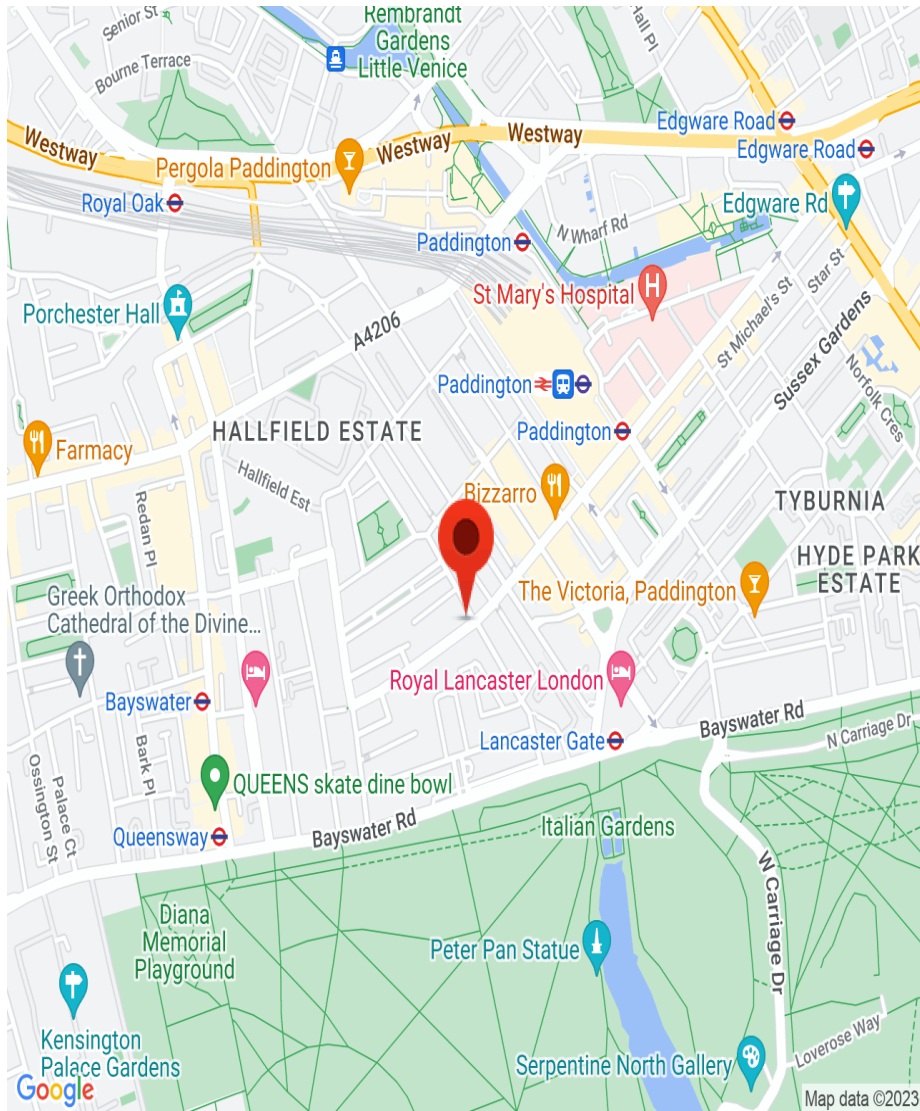 Rembrandt
Gardens
Little Venice
Senior St
Hall Pl
Bourne Terrace
Edgware Road
Westway
Westway
Westway
Edgware Road
Pergola Paddington
Royal Oak
Edgware Rd
N Wharf Rd
Paddington
Star St
St Mary's Hospital
Porchester Hall
St Michael's St
A4206
Sussex Gardens
Norfolk Cres
Paddington
HALLFIELD ESTATE
Paddington
Farmacy
Hallfield Est
Bizzarro
TYBURNIA
Redan Pl
HYDE PARK
ESTATE
The Victoria, Paddington
Greek Orthodox
Cathedral of the Divine...
Royal Lancaster London
Bayswater
Bayswater Rd
N Carriage Dr
Lancaster Gate
Bark Pl
Palace Ct
Ossington St
QUEENS skate dine bowl
Queensway
Bayswater Rd
Italian Gardens
W Carriage Dr
Diana
Memorial
Playground
Peter Pan Statue
Kensington
Palace Gardens
Serpentine North Gallery
Loverose Way
Google
Map data ©2023